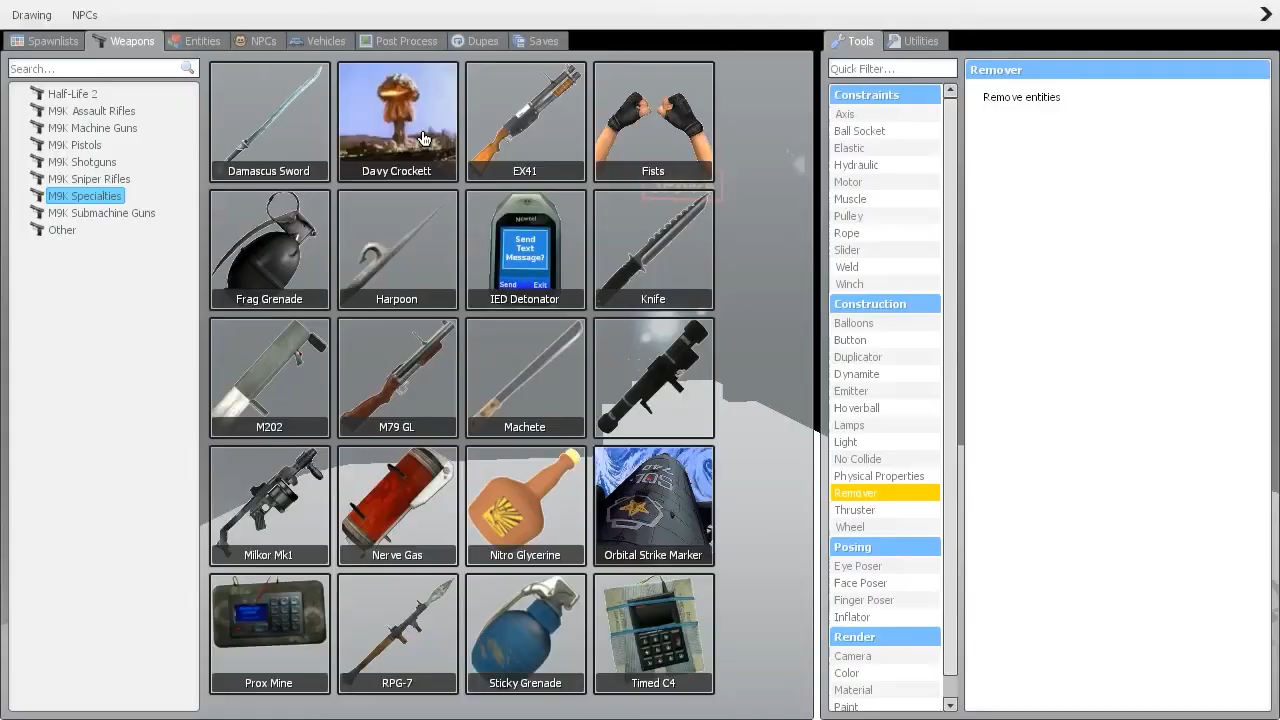 Drawing NPCs
Spawnlists Weapons Entities NPCs Vehicles Post Process Dupes Saves
Tools Utilities
Search...
Half-Life 2
M9K Assault Rifles
M9K Machine Guns
M9K Pistols
M9K Shotguns
M9K Sniper Rifles
M9K Specialties
M9K Submachine Guns
Other
Damascus Sword Davy Crockett EX41 Fists
Send
Text
Message?
Send Exit
Frag Grenade Harpoon IED Detonator Knife
M202 M79 GL Machete
Milkor Mk1 Nerve Gas Nitro Glycerine Orbital Strike Marker
Prox Mine RPG-7 Sticky Grenade Timed C4
Quick Filter...
Constraints
Axis
Ball Socket
Elastic
Hydraulic
Motor
Muscle
Pulley
Rope
Slider
Weld
Winch
Construction
Balloons
Button
Duplicator
Dynamite
Emitter
Hoverball
Lamps
Light
No Collide
Physical Properties
Remover
Thruster
Wheel
Posing
Eye Poser
Face Poser
Finger Poser
Inflator
Render
Camera
Color
Material
Paint
Remover
Remove entities